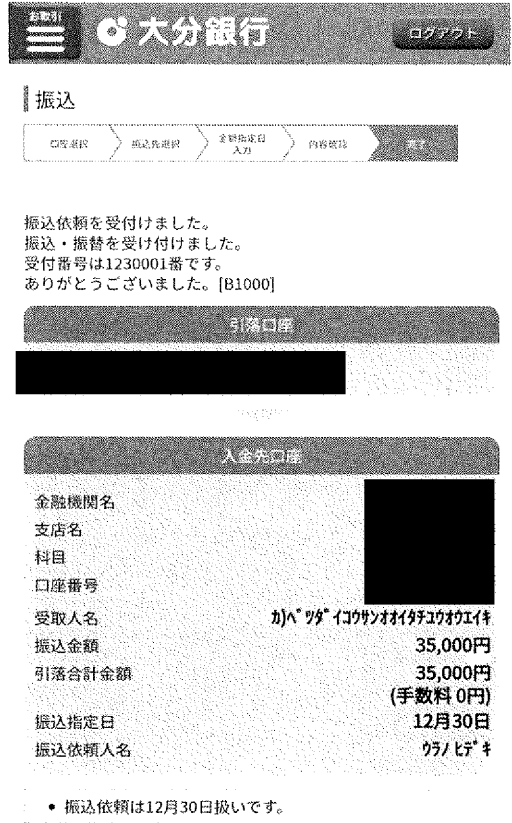 お取引
大分銀行
ログアウト
振込
口座選択
振込先選択
金額指定日
入力
内容確認
完了
振込依頼を受付けました。
振込・振替を受け付けました。
受付番号は1230001番です。
ありがとうございました。[B1000]
引落口座
入金先口座
金融機関名
支店名
科目
口座番号
受取人名 カ)ベツダイコウサンオオイタチユウオウエイギ
振込金額 35,000円
引落合計金額 35,000円
(手数料 0円)
振込指定日 12月30日
振込依頼人名 ウラノ ヒデキ
• 振込依頼は12月30日扱いです。